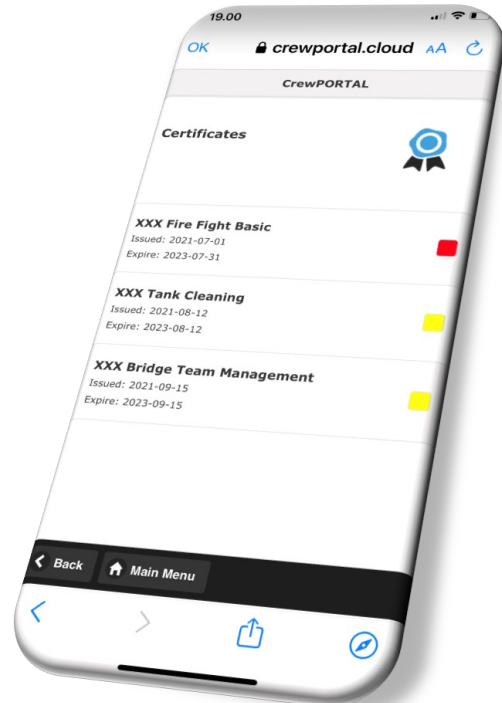 19.00
OK crewportal.cloud AA
CrewPORTAL
Certificates
XXX Fire Fight Basic
Issued: 2021-07-01
Expire: 2023-07-31
XXX Tank Cleaning
Issued: 2021-08-12
Expire: 2023-08-12
XXX Bridge Team Management
Issued: 2021-09-15
Expire: 2023-09-15
Back Main Menu